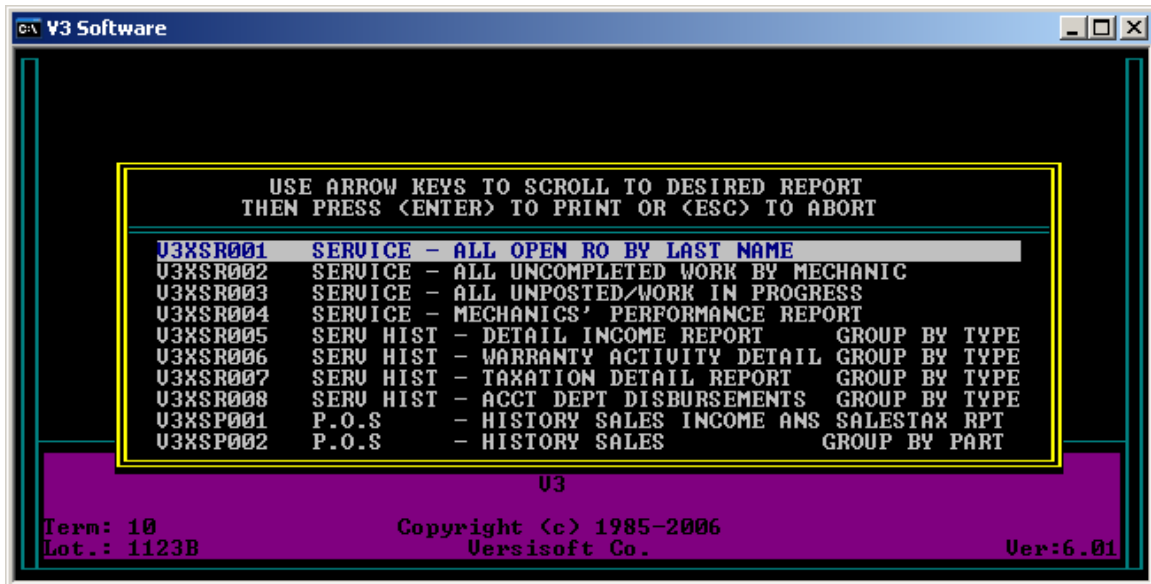 V3 Software
USE ARROW KEYS TO SCROLL TO DESIRED REPORT
THEN PRESS <ENTER> TO PRINT OR <ESC> TO ABORT
V3XSR001 SERVICE - ALL OPEN RO BY LAST NAME
V3XSR002 SERVICE - ALL UNCOMPLETED WORK BY MECHANIC
V3XSR003 SERVICE - ALL UNPOSTED/WORK IN PROGRESS
V3XSR004 SERVICE - MECHANICS' PERFORMANCE REPORT
V3XSR005 SERV HIST - DETAIL INCOME REPORT GROUP BY TYPE
V3XSR006 SERV HIST - WARRANTY ACTIVITY DETAIL GROUP BY TYPE
V3XSR007 SERV HIST - TAXATION DETAIL REPORT GROUP BY TYPE
V3XSR008 SERV HIST - ACCT DEPT DISBURSEMENTS GROUP BY TYPE
V3XSP001 P.O.S - HISTORY SALES INCOME ANS SALESTAX RPT
V3XSP002 P.O.S - HISTORY SALES GROUP BY PART
V3
Term: 10 Copyright (c) 1985-2006
Lot.: 1123B Versisoft Co. Ver:6.01